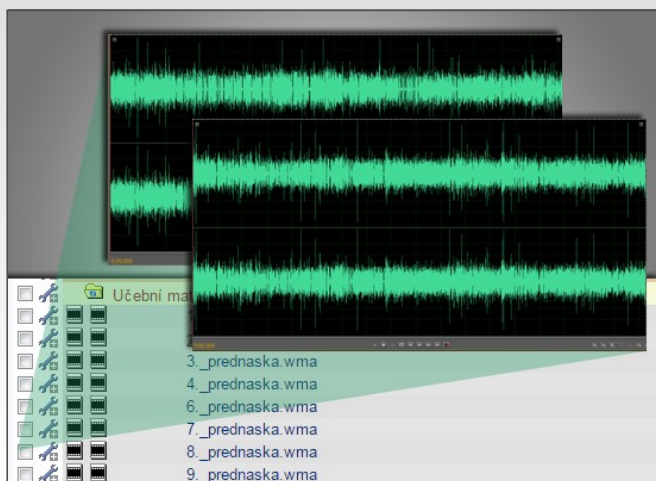 Učební mat
3._prednaska.wma
4._prednaska.wma
6._prednaska.wma
7._prednaska.wma
8._prednaska.wma
9._prednaska.wma